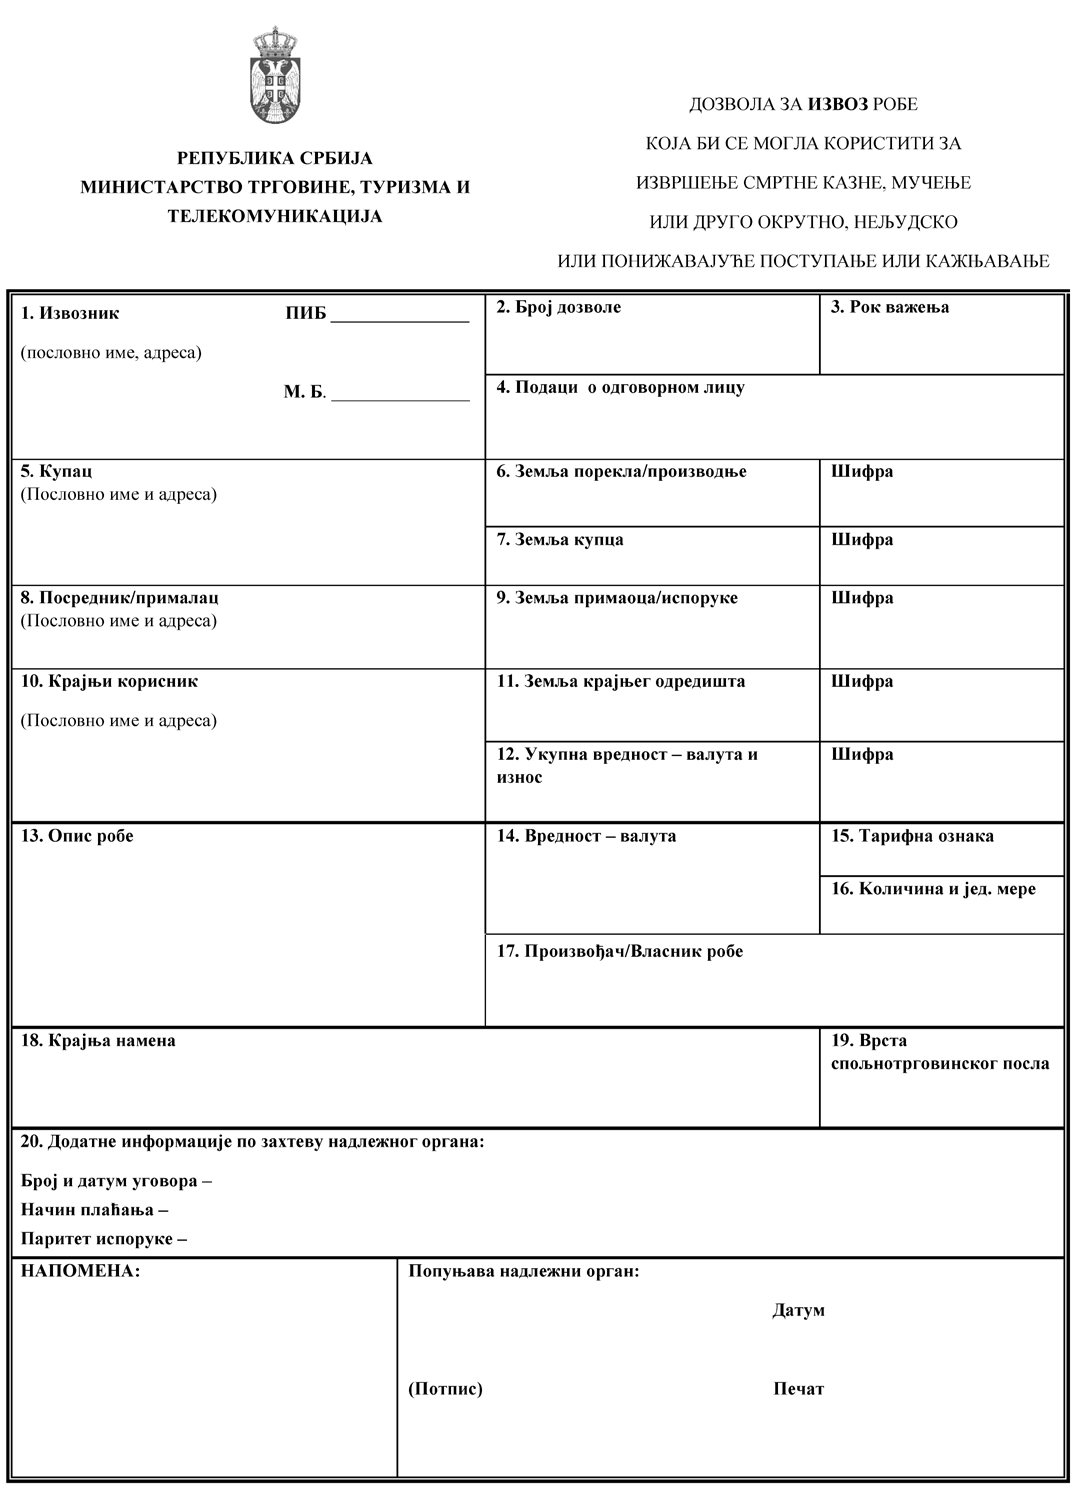 РЕПУБЛИКА СРБИЈА
МИНИСТАРСТВО ТРГОВИНЕ, ТУРИЗМА И
ТЕЛЕКОМУНИКАЦИЈА
ДОЗВОЛА ЗА ИЗВОЗ РОБЕ
КОЈА БИ СЕ МОГЛА КОРИСТИТИ ЗА
ИЗВРШЕЊЕ СМРТНЕ КАЗНЕ, МУЧЕЊЕ
ИЛИ ДРУГО ОКРУТНО, НЕЉУДСКО
ИЛИ ПОНИЖАВАЈУЋЕ ПОСТУПАЊЕ ИЛИ КАЖЊАВАЊЕ
1. Извозник ПИБ _______________
(пословно име, адреса)
М. Б. _______________
2. Број дозволе
3. Рок важења
4. Подаци о одговорном лицу
5. Купац
(Пословно име и адреса)
6. Земља порекла/производње
Шифра
7. Земља купца
Шифра
8. Посредник/прималац
(Пословно име и адреса)
9. Земља примаоца/испоруке
Шифра
10. Крајњи корисник
(Пословно име и адреса)
11. Земља крајњег одредишта
Шифра
12. Укупна вредност – валута и
износ
Шифра
13. Опис робе
14. Вредност – валута
15. Тарифна ознака
16. Количина и јед. мере
17. Произвођач/Власник робе
18. Крајња намена
19. Врста
спољнотрговинског посла
20. Додатне информације по захтеву надлежног органа:
Број и датум уговора –
Начин плаћања –
Паритет испоруке –
НАПОМЕНА:
Попуњава надлежни орган:
Датум
(Потпис) Печат